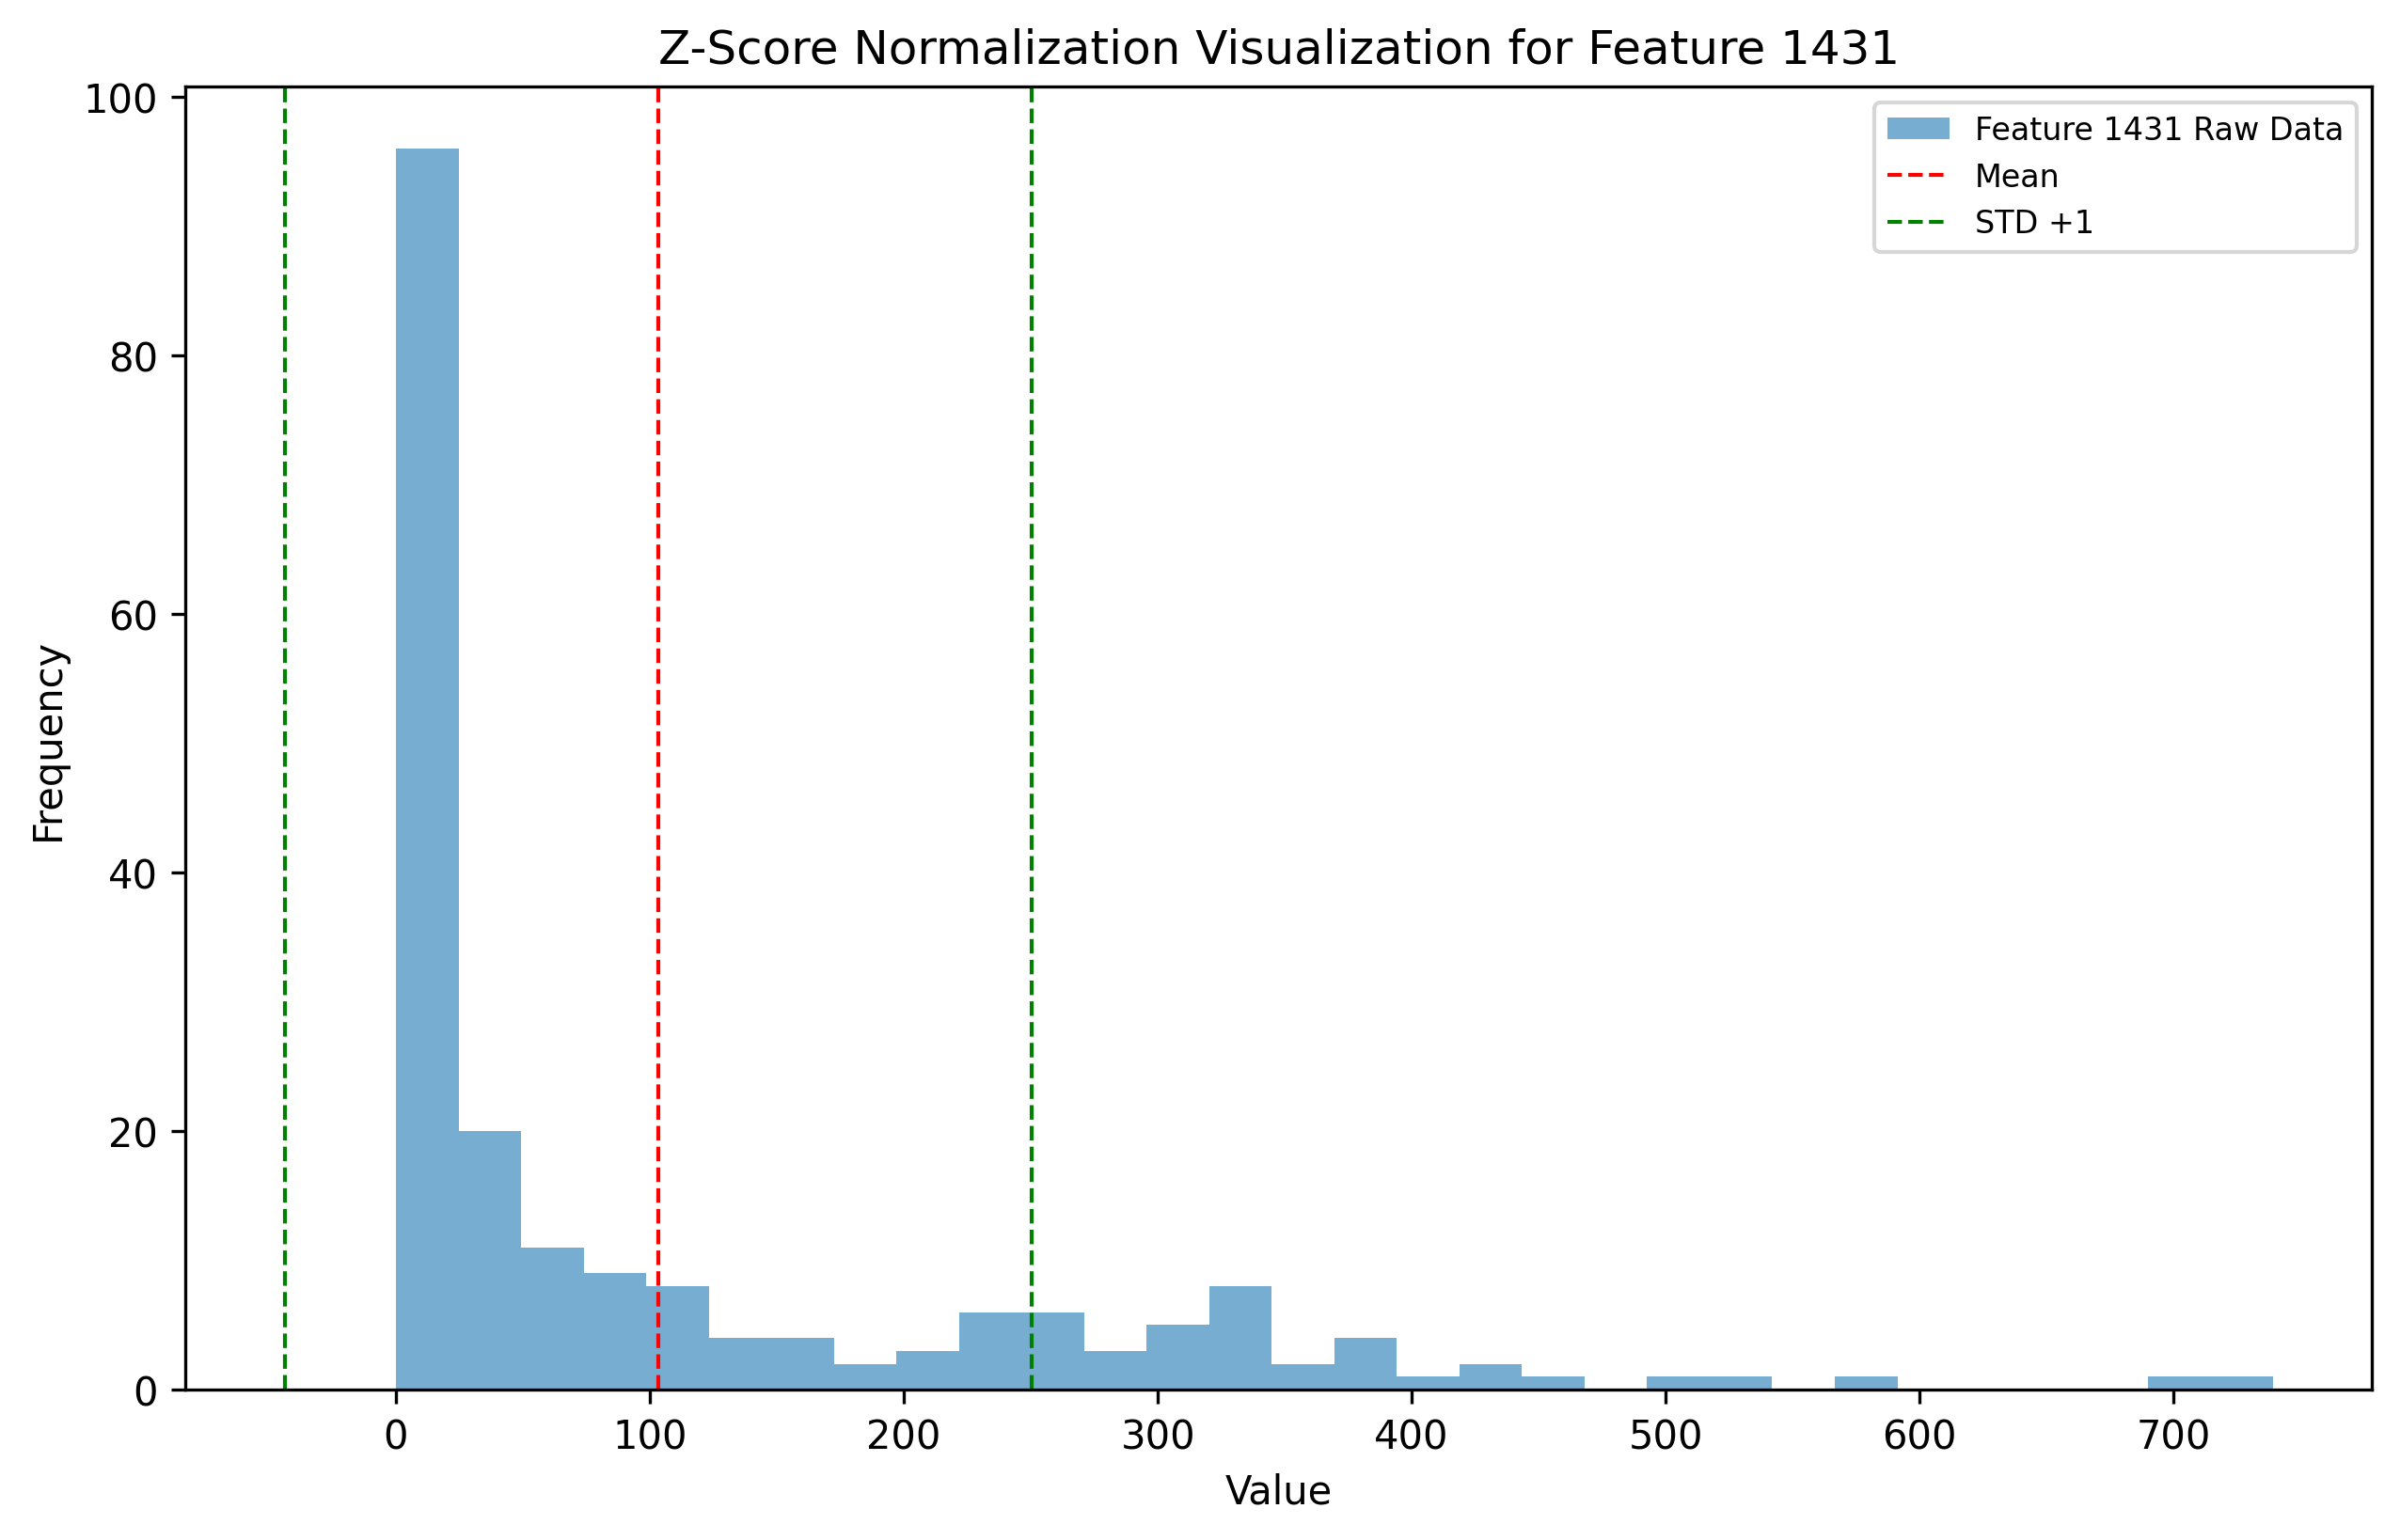 Z-Score Normalization Visualization for Feature 1431
Feature 1431 Raw Data
Mean
STD +1
100
80
60
40
20
0
Frequency
0 100 200 300 400 500 600 700
Value